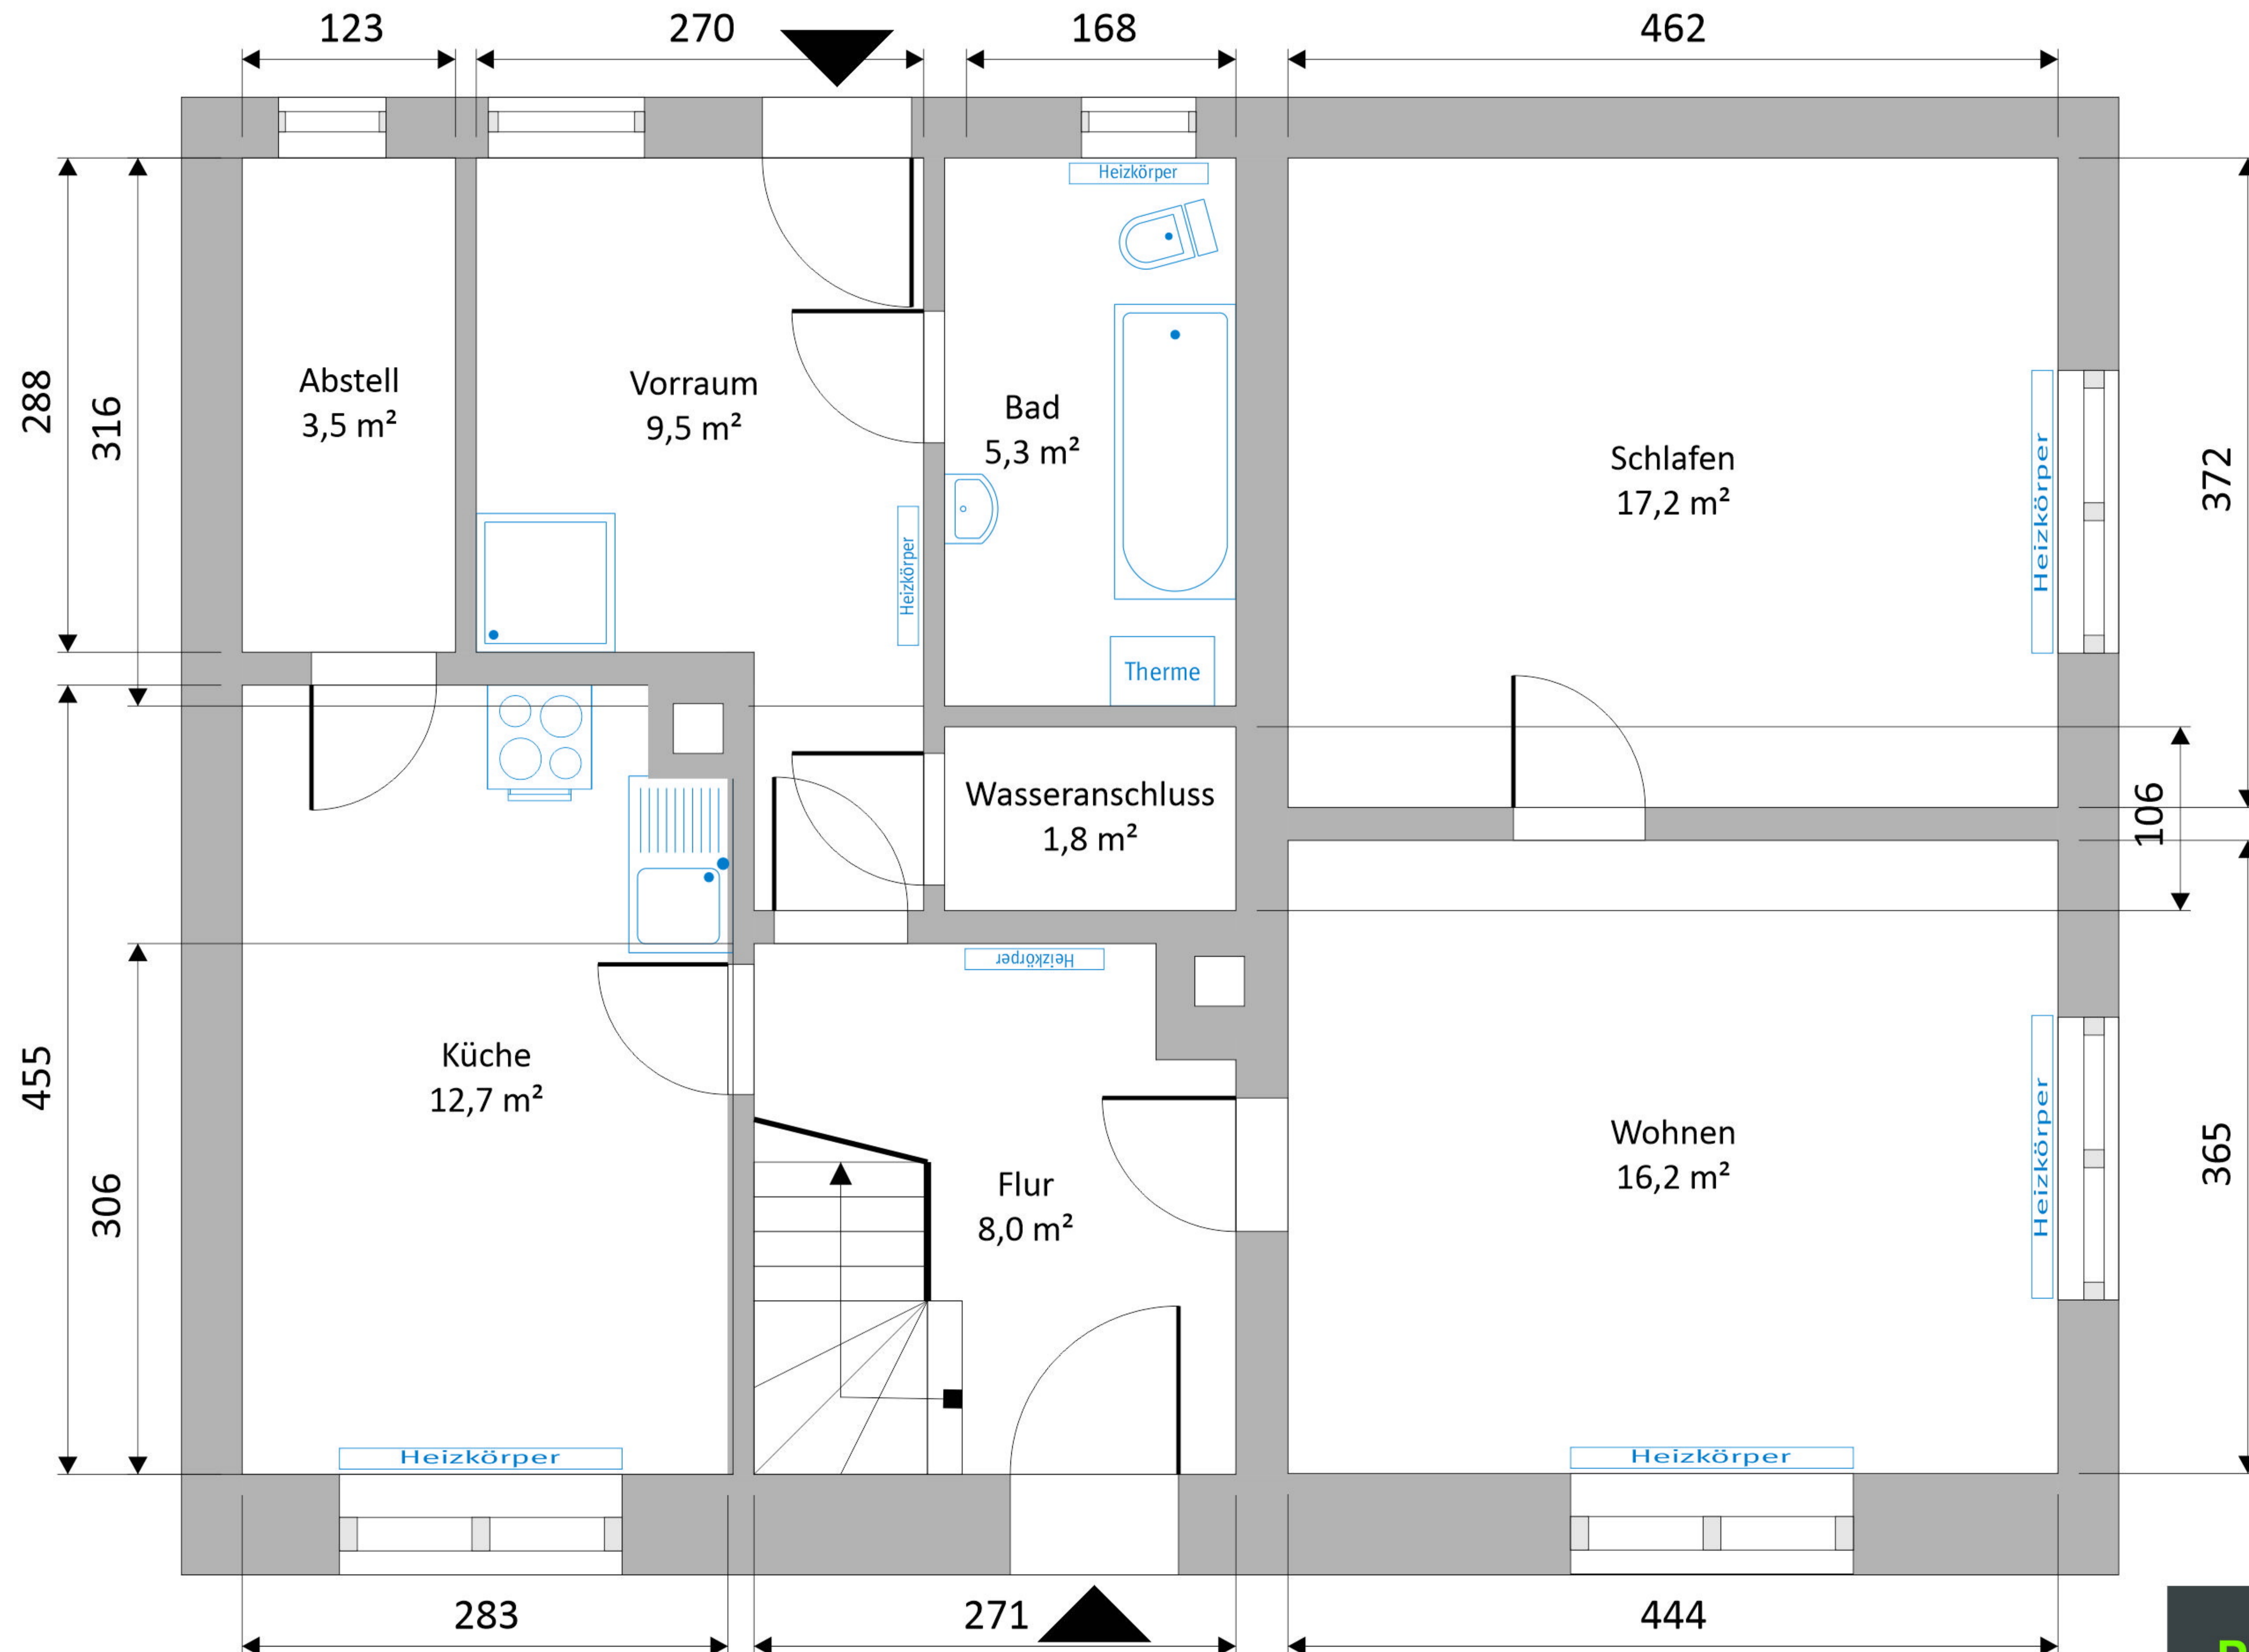 123
270
168
462
Heizkörper
288
316
Abstell
3,5 m²
Vorraum
9,5 m²
Bad
5,3 m²
Schlafen
17,2 m²
Heizkörper
372
Heizkörper
Therme
Wasseranschluss
1,8 m²
106
Heizkörper
455
306
Küche
12,7 m²
Flur
8,0 m²
Wohnen
16,2 m²
Heizkörper
365
Heizkörper
Heizkörper
283
271
444